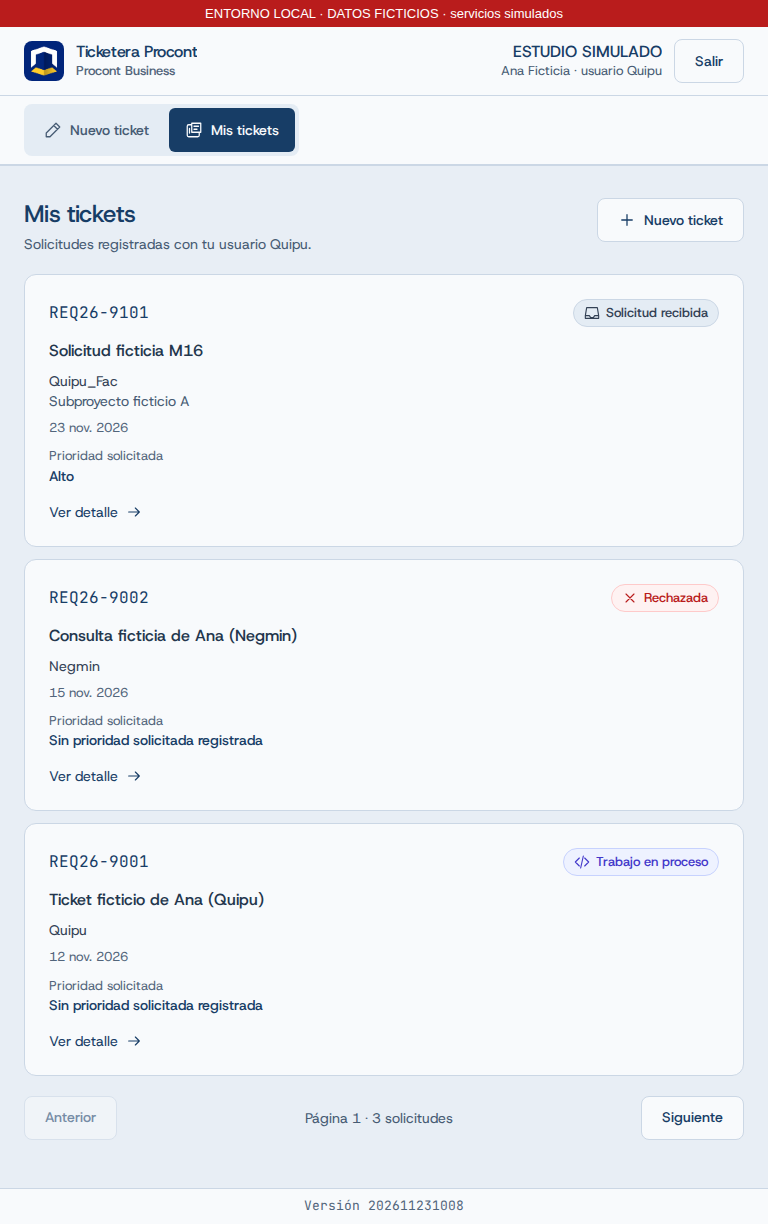 ENTORNO LOCAL · DATOS FICTICIOS · servicios simulados
Ticketera Procont
Procont Business
ESTUDIO SIMULADO
Ana Ficticia · usuario Quipu
Salir
Nuevo ticket
Mis tickets
Mis tickets
Solicitudes registradas con tu usuario Quipu.
Nuevo ticket
REQ26-9101
Solicitud recibida
Solicitud ficticia M16
Quipu_Fac
Subproyecto ficticio A
23 nov. 2026
Prioridad solicitada
Alto
Ver detalle
REQ26-9002
Rechazada
Consulta ficticia de Ana (Negmin)
Negmin
15 nov. 2026
Prioridad solicitada
Sin prioridad solicitada registrada
Ver detalle
REQ26-9001
Trabajo en proceso
Ticket ficticio de Ana (Quipu)
Quipu
12 nov. 2026
Prioridad solicitada
Sin prioridad solicitada registrada
Ver detalle
Anterior
Página 1 · 3 solicitudes
Siguiente
Versión 202611231008